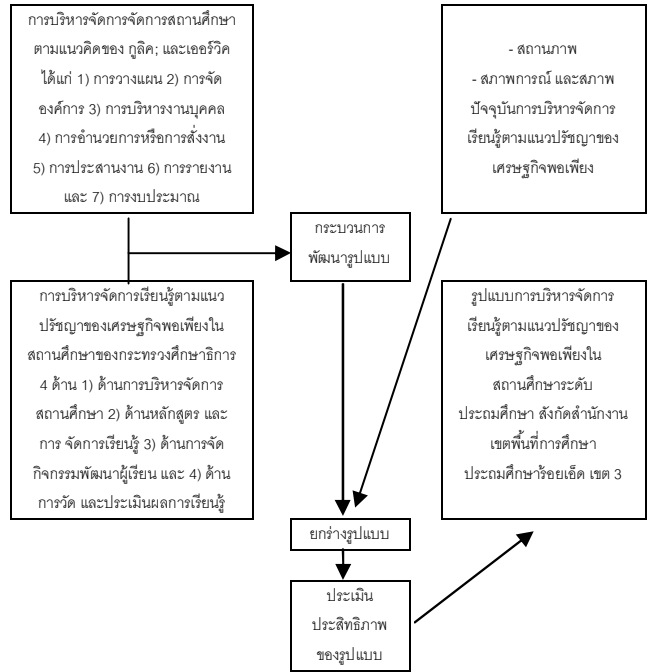 การบริหารจัดการจัดการสถานศึกษา
ตามแนวคิดของ กูลิค; และเออร์วิค
ได้แก่ 1) การวางแผน 2) การจัด
องค์การ 3) การบริหารงานบุคคล
4) การอำนวยการหรือการสั่งงาน
5) การประสานงาน 6) การรายงาน
และ 7) การงบประมาณ
- สถานภาพ
- สภาพการณ์ และสภาพ
ปัจจุบันการบริหารจัดการ
เรียนรู้ตามแนวปรัชญาของ
เศรษฐกิจพอเพียง
กระบวนการ
พัฒนารูปแบบ
การบริหารจัดการเรียนรู้ตามแนว
ปรัชญาของเศรษฐกิจพอเพียงใน
สถานศึกษาของกระทรวงศึกษาธิการ
4 ด้าน 1) ด้านการบริหารจัดการ
สถานศึกษา 2) ด้านหลักสูตร และ
การ จัดการเรียนรู้ 3) ด้านการจัด
กิจกรรมพัฒนาผู้เรียน และ 4) ด้าน
การวัด และประเมินผลการเรียนรู้
รูปแบบการบริหารจัดการ
เรียนรู้ตามแนวปรัชญาของ
เศรษฐกิจพอเพียงใน
สถานศึกษาระดับ
ประถมศึกษา สังกัดสำนักงาน
เขตพื้นที่การศึกษา
ประถมศึกษาร้อยเอ็ด เขต 3
ยกร่างรูปแบบ
ประเมิน
ประสิทธิภาพ
ของรูปแบบ